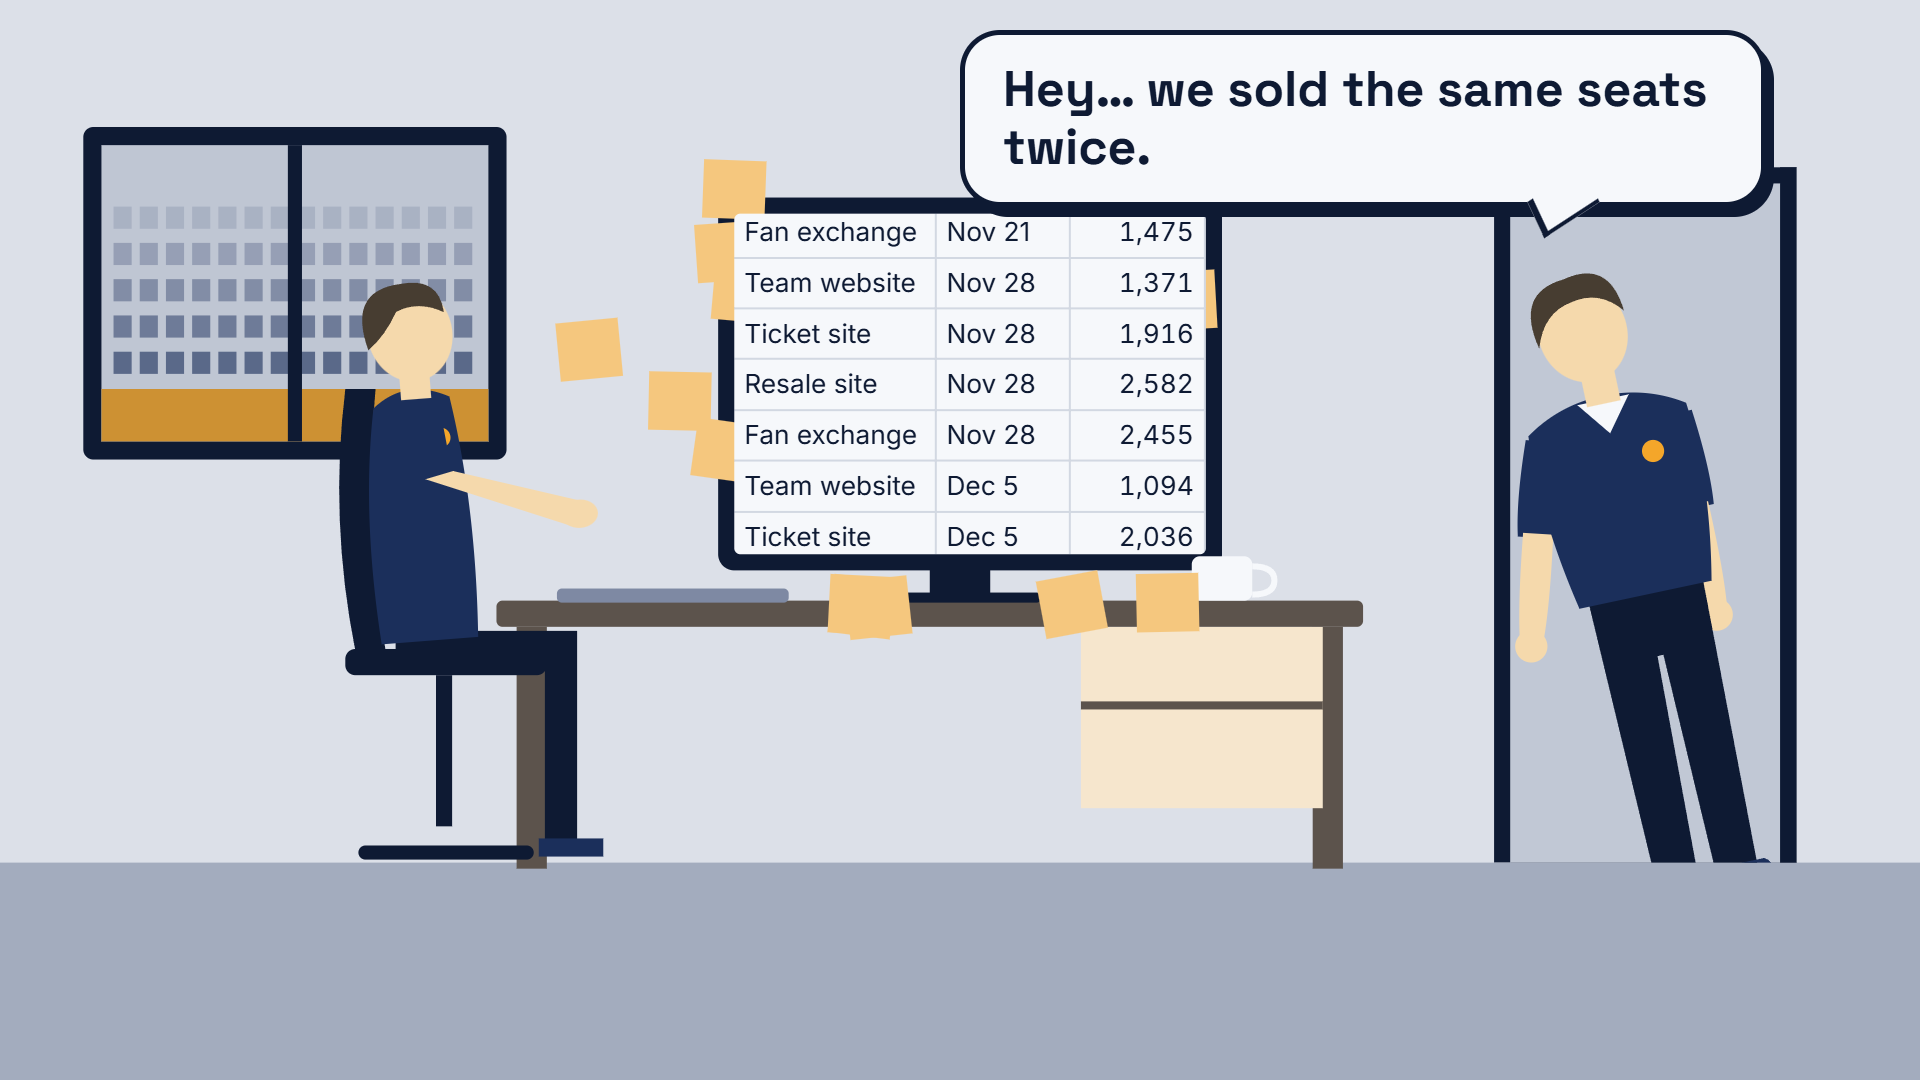 Hey... we sold the same seats
twice.
Fan exchange Nov 21 1,475
Team website Nov 28 1,371
Ticket site Nov 28 1,916
Resale site Nov 28 2,582
Fan exchange Nov 28 2,455
Team website Dec 5 1,094
Ticket site Dec 5 2,036